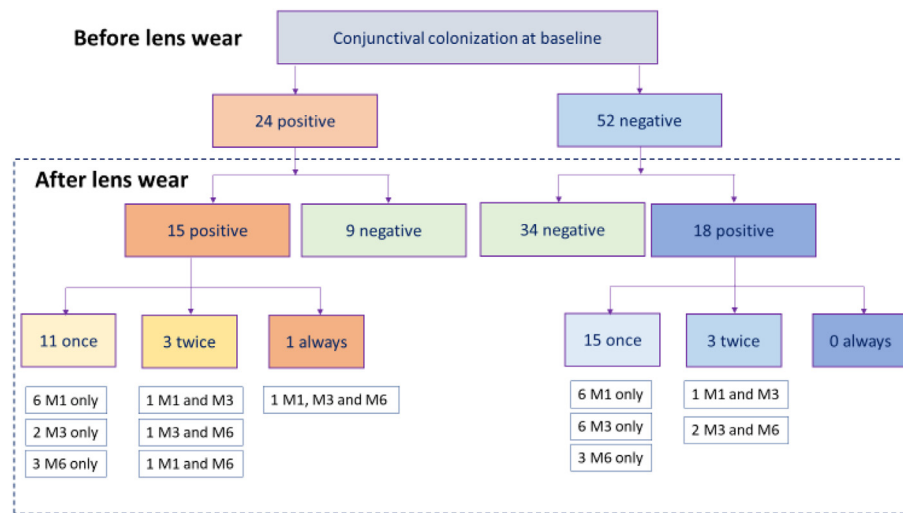 Before lens wear
Conjunctival colonization at baseline
24 positive
52 negative
After lens wear
15 positive
9 negative
34 negative
18 positive
11 once
3 twice
1 always
15 once
3 twice
0 always
6 M1 only
1 M1 and M3
1 M1, M3 and M6
6 M1 only
1 M1 and M3
2 M3 only
1 M3 and M6
6 M3 only
2 M3 and M6
3 M6 only
1 M1 and M6
3 M6 only